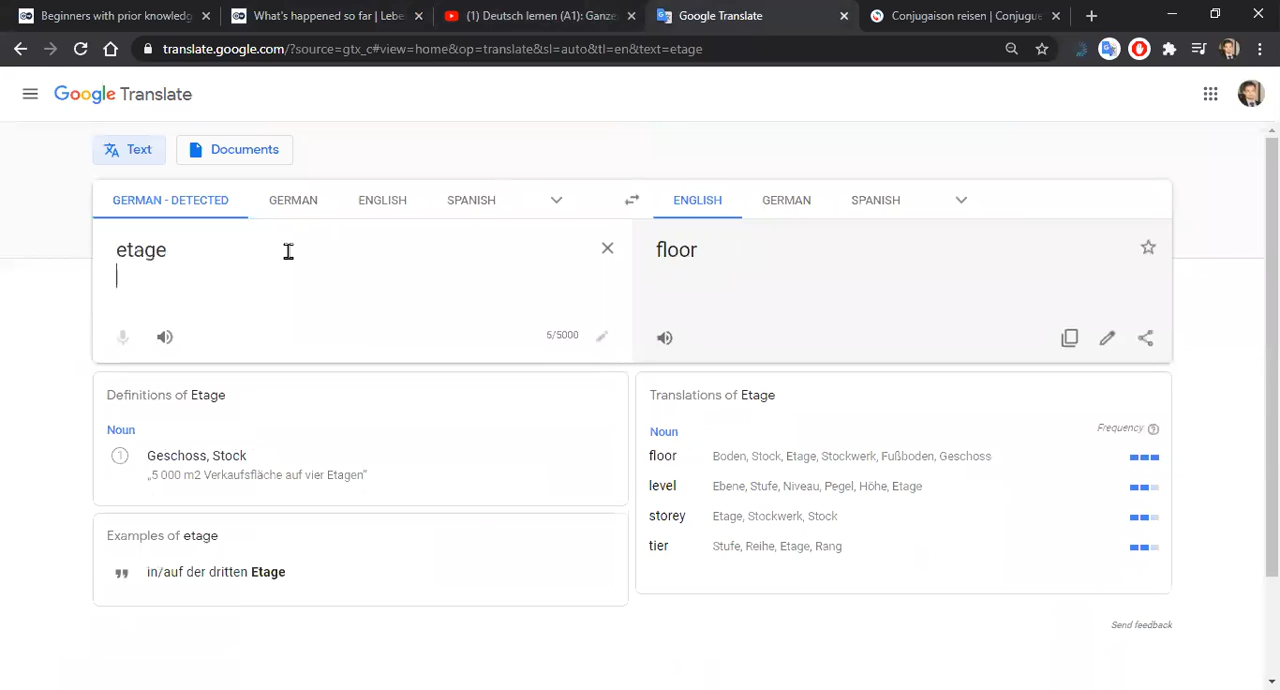 Beginners with prior knowledg
What's happened so far | Lebe
(1) Deutsch lernen (A1): Ganze
Google Translate
Conjugaison reisen | Conjugue
translate.google.com/?source=gtx_c#view=home&op=translate&sl=auto&tl=en&text=etage
Google Translate
Text
Documents
GERMAN - DETECTED GERMAN ENGLISH SPANISH
ENGLISH GERMAN SPANISH
etage
floor
5/5000
Definitions of Etage
Noun
1 Geschoss, Stock
„5 000 m2 Verkaufsfläche auf vier Etagen“
Examples of etage
in/auf der dritten Etage
Translations of Etage
Noun Frequency
floor Boden, Stock, Etage, Stockwerk, Fußboden, Geschoss
level Ebene, Stufe, Niveau, Pegel, Höhe, Etage
storey Etage, Stockwerk, Stock
tier Stufe, Reihe, Etage, Rang
Send feedback